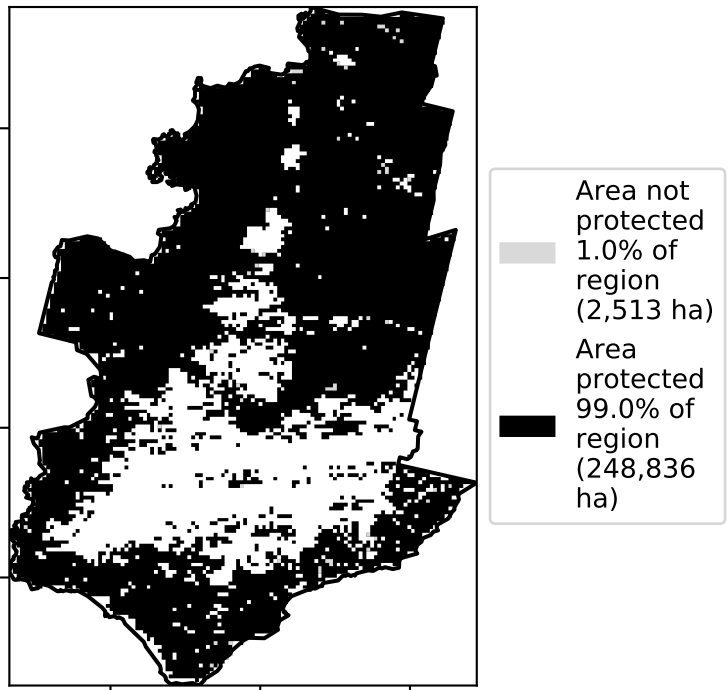 Area not
protected
1.0% of
region
(2,513 ha)
Area
protected
99.0% of
region
(248,836
ha)